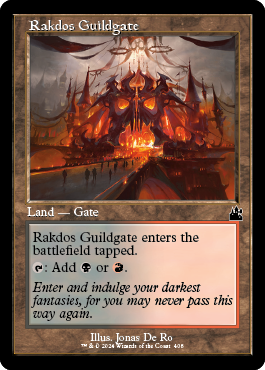 Rakdos Guildgate
Land — Gate
Rakdos Guildgate enters the
battlefield tapped.
: Add or .
Enter and indulge your darkest
fantasies, for you may never pass this
way again.
Illus. Jonas De Ro
™ & © 2024 Wizards of the Coast 408